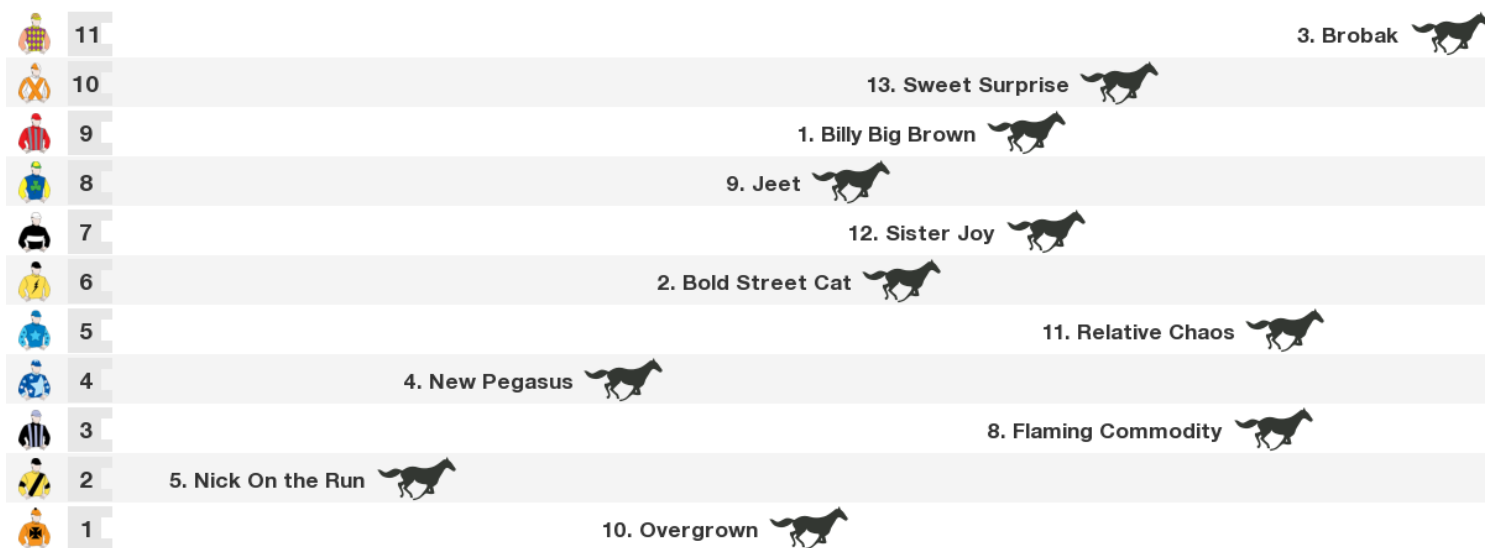 11 3. Brobak
10 13. Sweet Surprise
9 1. Billy Big Brown
8 9. Jeet
7 12. Sister Joy
6 2. Bold Street Cat
5 11. Relative Chaos
4 4. New Pegasus
3 8. Flaming Commodity
2 5. Nick On the Run
1 10. Overgrown